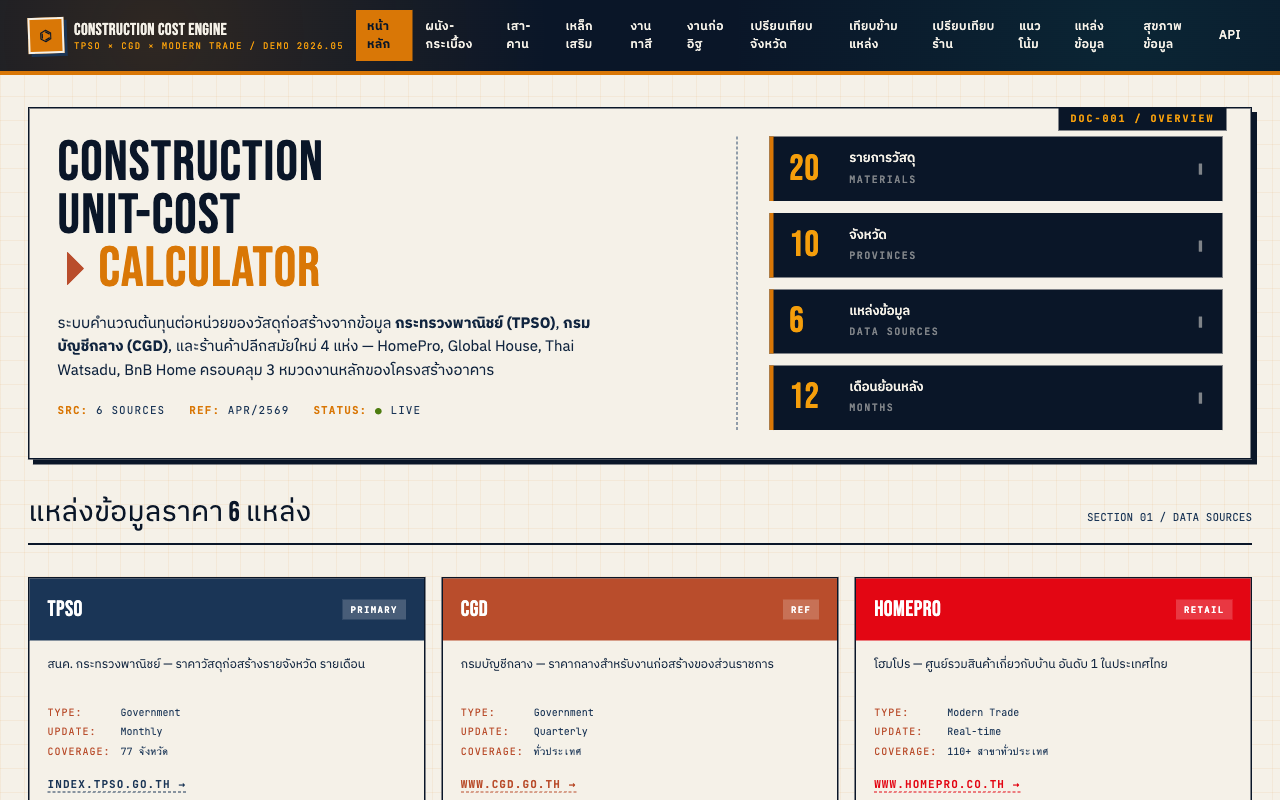 CONSTRUCTION COST ENGINE
TPSO × CGD × MODERN TRADE / DEMO 2026.05
หน้าหลัก
ผนัง-กระเบื้อง
เสา-คาน
เหล็กเสริม
งานทาสี
งานก่ออิฐ
เปรียบเทียบจังหวัด
เทียบข้ามแหล่ง
เปรียบเทียบร้าน
แนวโน้ม
แหล่งข้อมูล
สุขภาพข้อมูล
API
DOC-001 / OVERVIEW
CONSTRUCTION
UNIT-COST
CALCULATOR
ระบบคำนวณต้นทุนต่อหน่วยของวัสดุก่อสร้างจากข้อมูล กระทรวงพาณิชย์ (TPSO), กรม
บัญชีกลาง (CGD), และร้านค้าปลีกสมัยใหม่ 4 แห่ง — HomePro, Global House, Thai
Watsadu, BnB Home ครอบคลุม 3 หมวดงานหลักของโครงสร้างอาคาร
SRC: 6 SOURCES REF: APR/2569 STATUS: ● LIVE
20 รายการวัสดุ
MATERIALS
10 จังหวัด
PROVINCES
6 แหล่งข้อมูล
DATA SOURCES
12 เดือนย้อนหลัง
MONTHS
แหล่งข้อมูลราคา 6 แหล่ง
SECTION 01 / DATA SOURCES
TPSO PRIMARY
สนค. กระทรวงพาณิชย์ — ราคาวัสดุก่อสร้างรายจังหวัด รายเดือน
TYPE: Government
UPDATE: Monthly
COVERAGE: 77 จังหวัด
INDEX.TPSO.GO.TH →
CGD REF
กรมบัญชีกลาง — ราคากลางสำหรับงานก่อสร้างของส่วนราชการ
TYPE: Government
UPDATE: Quarterly
COVERAGE: ทั่วประเทศ
WWW.CGD.GO.TH →
HOMEPRO RETAIL
โฮมโปร — ศูนย์รวมสินค้าเกี่ยวกับบ้าน อันดับ 1 ในประเทศไทย
TYPE: Modern Trade
UPDATE: Real-time
COVERAGE: 110+ สาขาทั่วประเทศ
WWW.HOMEPRO.CO.TH →